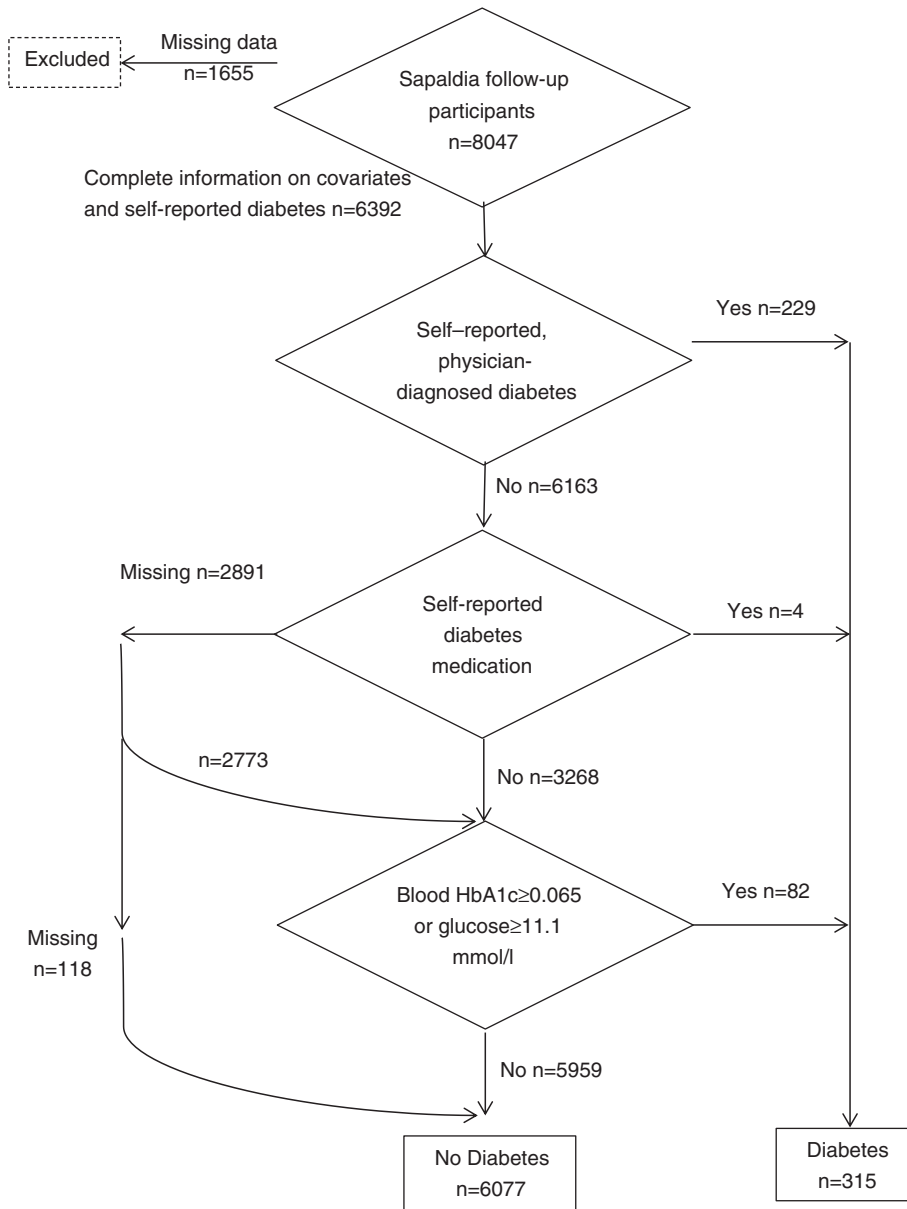 Excluded
Missing data
n=1655
Sapaldia follow-up
participants
n=8047
Complete information on covariates
and self-reported diabetes n=6392
Self–reported,
physician-
diagnosed diabetes
Yes n=229
No n=6163
Missing n=2891
Self-reported
diabetes
medication
Yes n=4
n=2773
No n=3268
Blood HbA1c≥0.065
or glucose≥11.1
mmol/l
Yes n=82
Missing
n=118
No n=5959
No Diabetes
n=6077
Diabetes
n=315